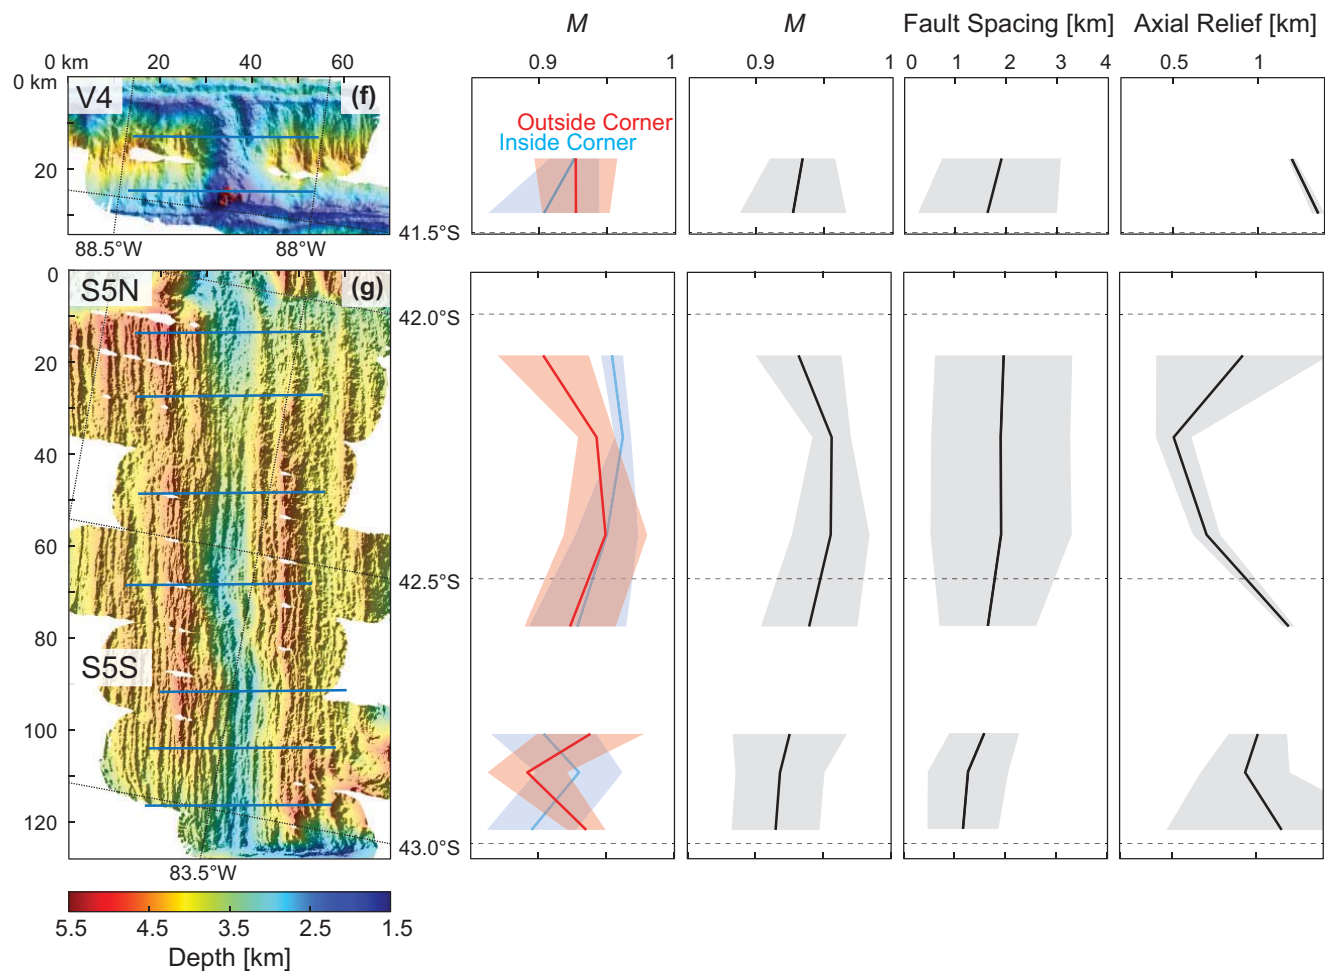 M M Fault Spacing [km] Axial Relief [km]
0 km 20 40 60 0.9 1 0.9 1 0 1 2 3 4 0.5 1
0 km V4 (f)
Outside Corner
Inside Corner
20
41.5°S
88.5°W 88°W
0 S5N (g)
42.0°S
20
40
60 42.5°S
80
S5S
100
120 43.0°S
83.5°W
5.5 4.5 3.5 2.5 1.5
Depth [km]